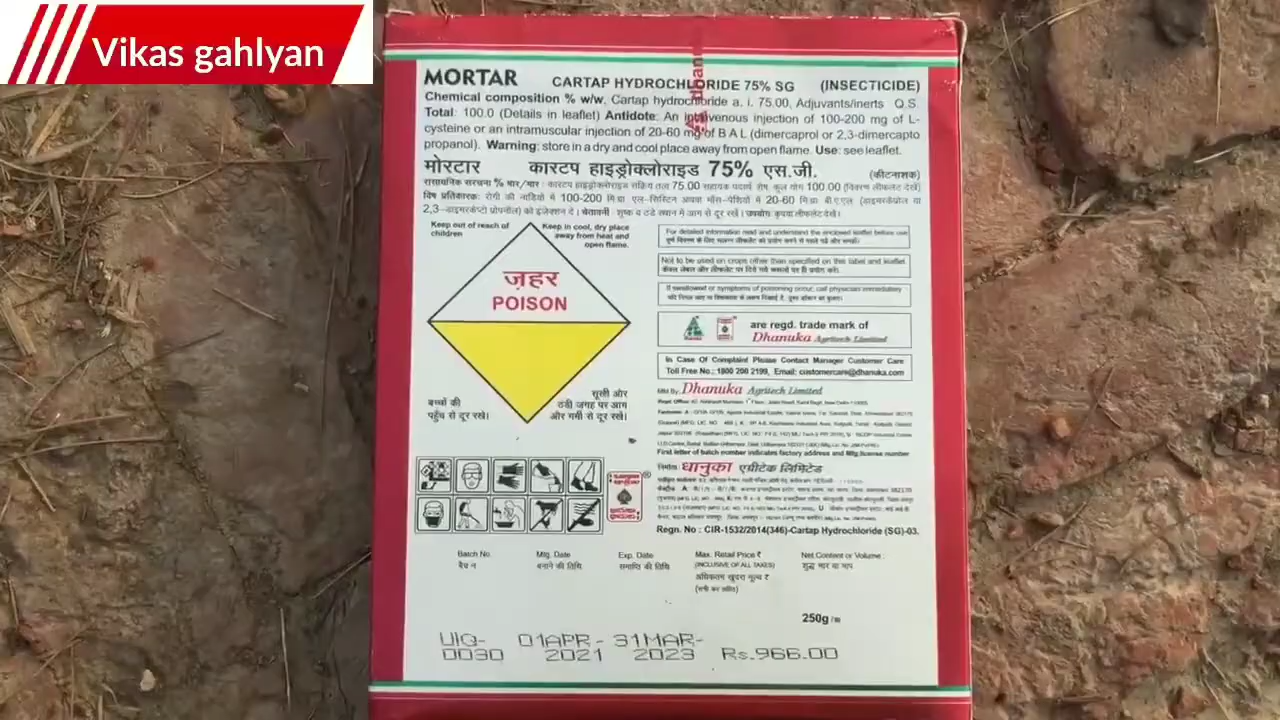 Vikas gahlyan
MORTAR CARTAP HYDROCHLORIDE 75% SG (INSECTICIDE)
Chemical composition % w/w, Cartap hydrochloride a. i. 75.00, Adjuvants/inerts Q.S.
Total: 100.0 (Details in leaflet) Antidote: An intravenous injection of 100-200 mg of L-
cysteine or an intramuscular injection of 20-60 mg of B A L (dimercaprol or 2,3-dimercapto
propanol). Warning: store in a dry and cool place away from open flame. Use: see leaflet.
मोरटार कारटप हाइड्रोक्लोराइड 75% एस.जी. (कीटनाशक)
रासायनिक सरचना % भार/भार : कारटप हाइड्रोक्लोराइड सक्रिय तत्व 75.00 सहायक पदार्थ शेष, कुल योग 100.00 (विवरण लीफलेट देखें)
विष प्रतिकारक: रोगी की नाडियो में 100-200 मि.ग्रा. एल-सिस्टिन अथवा माँस-पेशियो में 20-60 मि.ग्रा. बी.ए.एल. (डाइमरकेप्रोल या
2,3-डाइमरकेप्टो प्रोपनोल) को इंजेक्शन दें। चेतावनी : शुष्क व ठंडे स्थान में आग से दूर रखें। उपयोग: कृपया लीफलेट देखें।
Keep out of reach of
children
Keep in cool, dry place
away from heat and
open flame.
ज़हर
POISON
बच्चों की
पहुँच से दूर रखें।
सूखी और
ठंडी जगह पर आग
और गर्मी से दूर रखें।
For detailed information read and understand the enclosed leaflet before use
Not to be used on crops other than specified on this label and leaflet
If swallowed or symptoms of poisoning occur, call physician immediately
are regd. trade mark of
Dhanuka Agritech Limited
In Case Of Complaint Please Contact Manager Customer Care
Toll Free No.: 1800 200 2199, Email: customercare@dhanuka.com
Mfd By: Dhanuka Agritech Limited
First letter of batch number indicates factory address and Mfg.license number
धानुका एग्रीटेक लिमिटेड
Regn. No : CIR-1532/2014(346)-Cartap Hydrochloride (SG)-03.
Batch No. Mfg. Date Exp. Date Max. Retail Price ₹ Net Content or Volume :
बैच न बनाने की तिथि समाप्ति की तिथि (INCLUSIVE OF ALL TAXES) शुद्ध भार या माप
अधिकतम खुदरा मूल्य ₹
250g
UIQ- 01APR- 31MAR-
0030 2021 2023 Rs.966.00